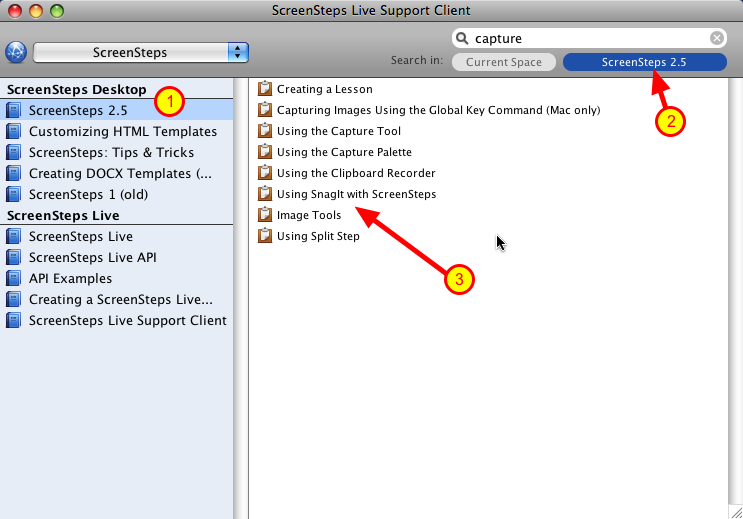 ScreenSteps Live Support Client
ScreenSteps
capture
Search in: Current Space ScreenSteps 2.5
ScreenSteps Desktop
ScreenSteps 2.5
1
Customizing HTML Templates
ScreenSteps: Tips & Tricks
Creating DOCX Templates (...
ScreenSteps 1 (old)
ScreenSteps Live
ScreenSteps Live
ScreenSteps Live API
API Examples
Creating a ScreenSteps Live...
ScreenSteps Live Support Client
Creating a Lesson
Capturing Images Using the Global Key Command (Mac only)
Using the Capture Tool
Using the Capture Palette
Using the Clipboard Recorder
Using SnagIt with ScreenSteps
Image Tools
Using Split Step
2
3